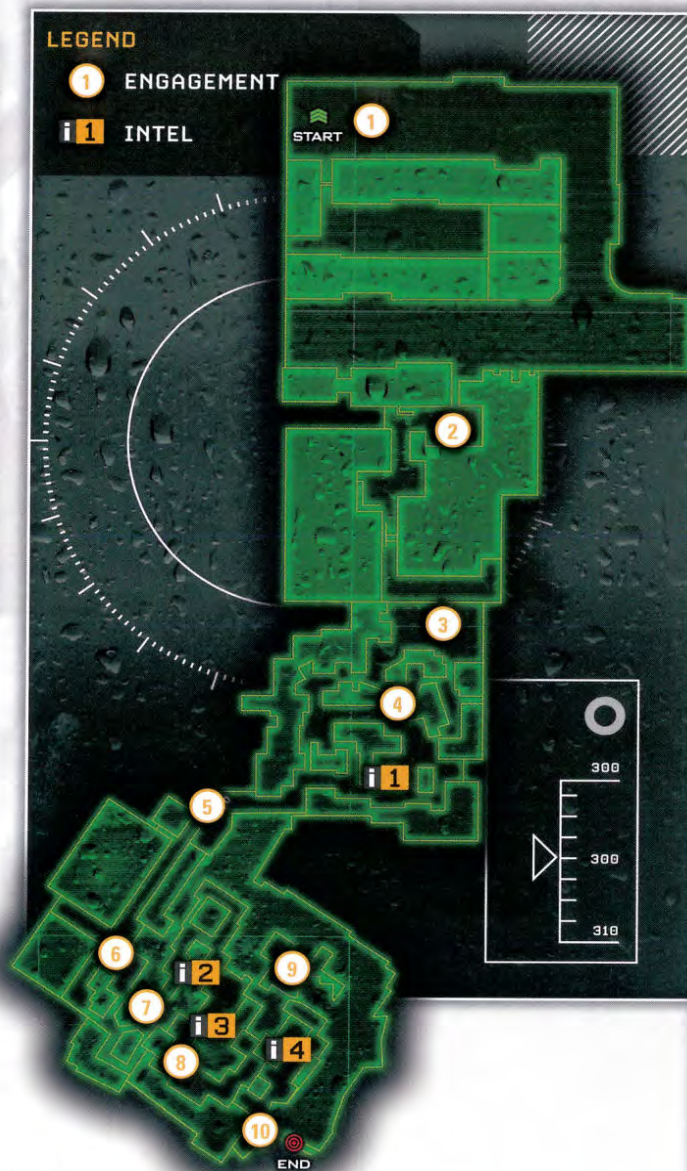 LEGEND
1 ENGAGEMENT
i 1 INTEL
START
1
2
3
4
i 1
300
300
310
5
6
i 2
9
7
i 3
i 4
8
10
END